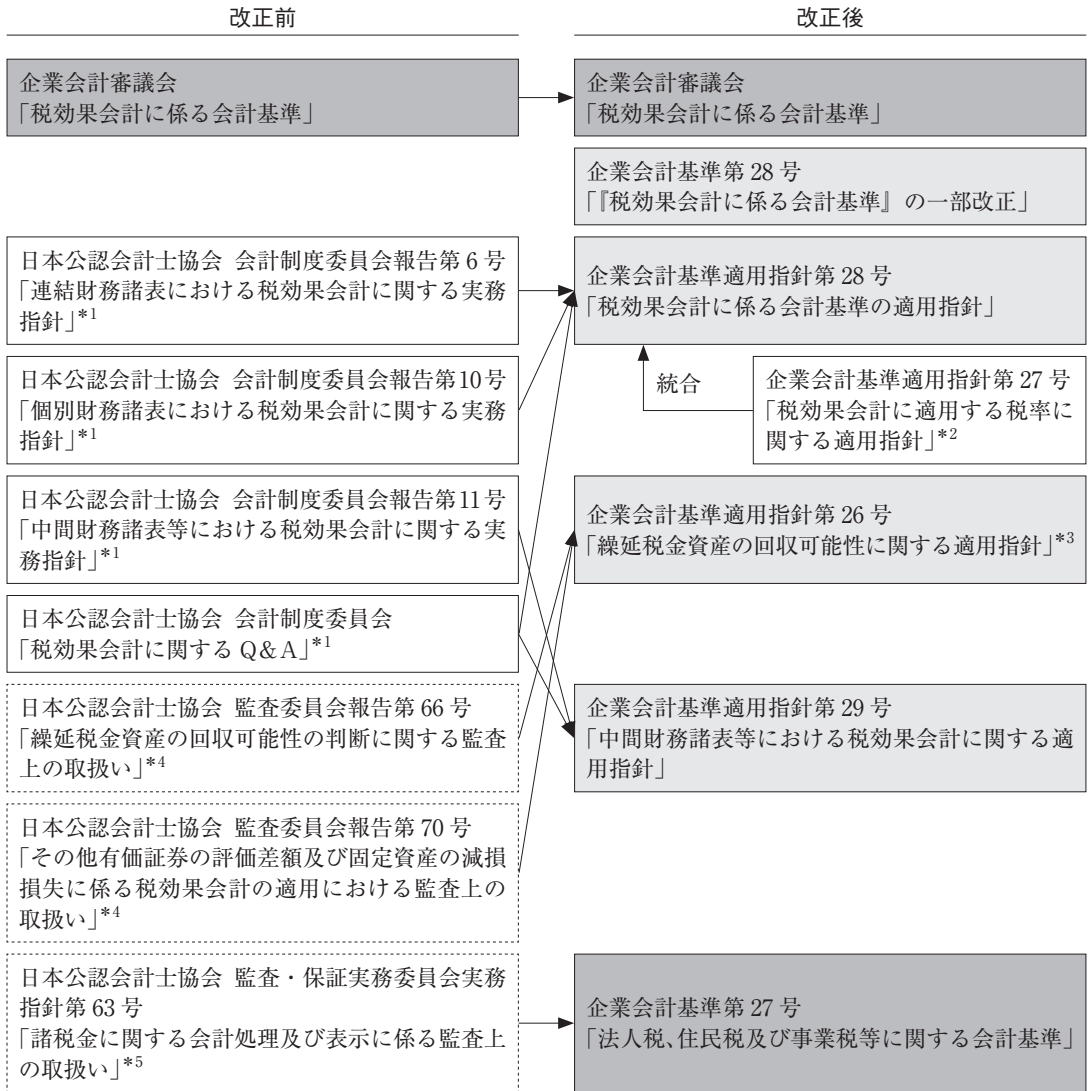 改正前
改正後
企業会計審議会
「税効果会計に係る会計基準」
企業会計審議会
「税効果会計に係る会計基準」
企業会計基準第 28 号
「『税効果会計に係る会計基準』の一部改正」
日本公認会計士協会 会計制度委員会報告第 6 号
「連結財務諸表における税効果会計に関する実務
指針」*1
企業会計基準適用指針第 28 号
「税効果会計に係る会計基準の適用指針」
日本公認会計士協会 会計制度委員会報告第10号
「個別財務諸表における税効果会計に関する実務
指針」*1
統合
企業会計基準適用指針第 27 号
「税効果会計に適用する税率に
関する適用指針」*2
日本公認会計士協会 会計制度委員会報告第11号
「中間財務諸表等における税効果会計に関する実
務指針」*1
企業会計基準適用指針第 26 号
「繰延税金資産の回収可能性に関する適用指針」*3
日本公認会計士協会 会計制度委員会
「税効果会計に関する Q&A」*1
日本公認会計士協会 監査委員会報告第 66 号
「繰延税金資産の回収可能性の判断に関する監査
上の取扱い」*4
企業会計基準適用指針第 29 号
「中間財務諸表等における税効果会計に関する適
用指針」
日本公認会計士協会 監査委員会報告第 70 号
「その他有価証券の評価差額及び固定資産の減損
損失に係る税効果会計の適用における監査上の
取扱い」*4
日本公認会計士協会 監査・保証実務委員会実務
指針第 63 号
「諸税金に関する会計処理及び表示に係る監査上
の取扱い」*5
企業会計基準第 27 号
「法人税、住民税及び事業税等に関する会計基準」